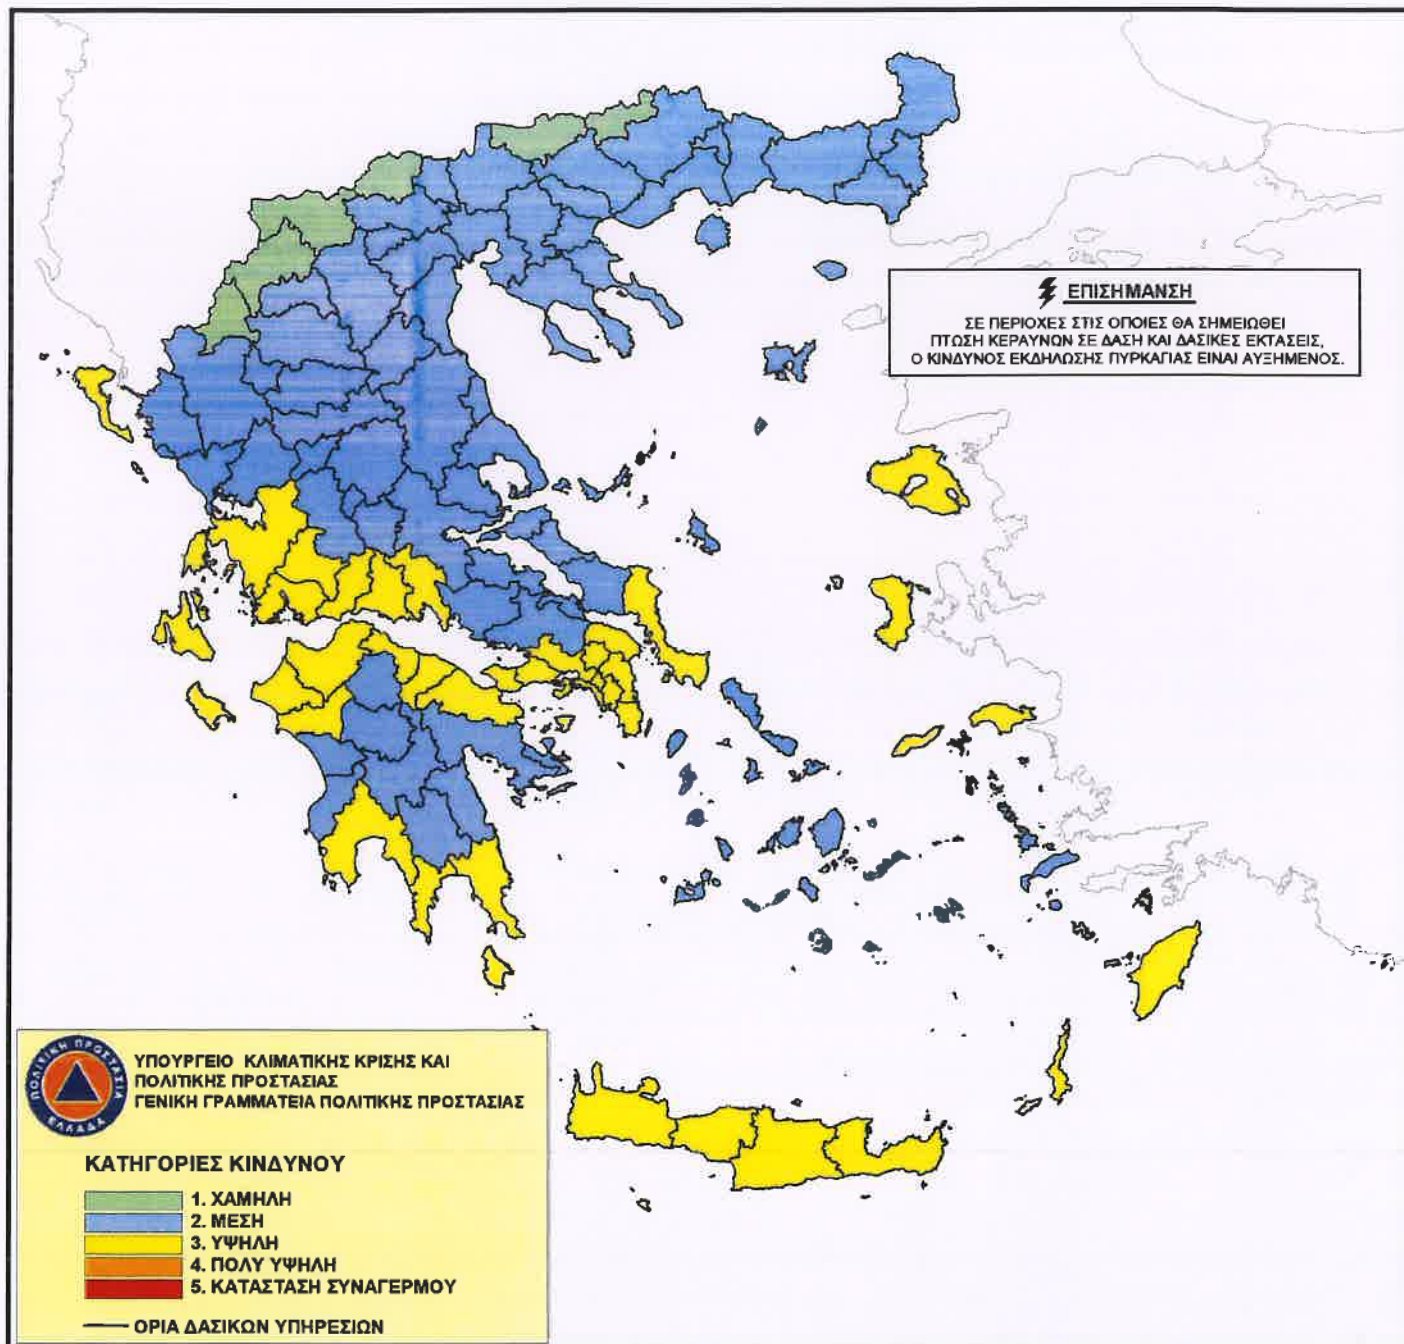 ΕΠΙΣΗΜΑΝΣΗ
ΣΕ ΠΕΡΙΟΧΕΣ ΣΤΙΣ ΟΠΟΙΕΣ ΘΑ ΣΗΜΕΙΩΘΕΙ
ΠΤΩΣΗ ΚΕΡΑΥΝΩΝ ΣΕ ΔΑΣΗ ΚΑΙ ΔΑΣΙΚΕΣ ΕΚΤΑΣΕΙΣ,
Ο ΚΙΝΔΥΝΟΣ ΕΚΔΗΛΩΣΗΣ ΠΥΡΚΑΓΙΑΣ ΕΙΝΑΙ ΑΥΞΗΜΕΝΟΣ.
ΠΟΛΙΤΙΚΗ ΠΡΟΣΤΑΣΙΑ
ΕΛΛΑΔΑ
ΥΠΟΥΡΓΕΙΟ ΚΛΙΜΑΤΙΚΗΣ ΚΡΙΣΗΣ ΚΑΙ
ΠΟΛΙΤΙΚΗΣ ΠΡΟΣΤΑΣΙΑΣ
ΓΕΝΙΚΗ ΓΡΑΜΜΑΤΕΙΑ ΠΟΛΙΤΙΚΗΣ ΠΡΟΣΤΑΣΙΑΣ
ΚΑΤΗΓΟΡΙΕΣ ΚΙΝΔΥΝΟΥ
1. ΧΑΜΗΛΗ
2. ΜΕΣΗ
3. ΥΨΗΛΗ
4. ΠΟΛΥ ΥΨΗΛΗ
5. ΚΑΤΑΣΤΑΣΗ ΣΥΝΑΓΕΡΜΟΥ
ΟΡΙΑ ΔΑΣΙΚΩΝ ΥΠΗΡΕΣΙΩΝ